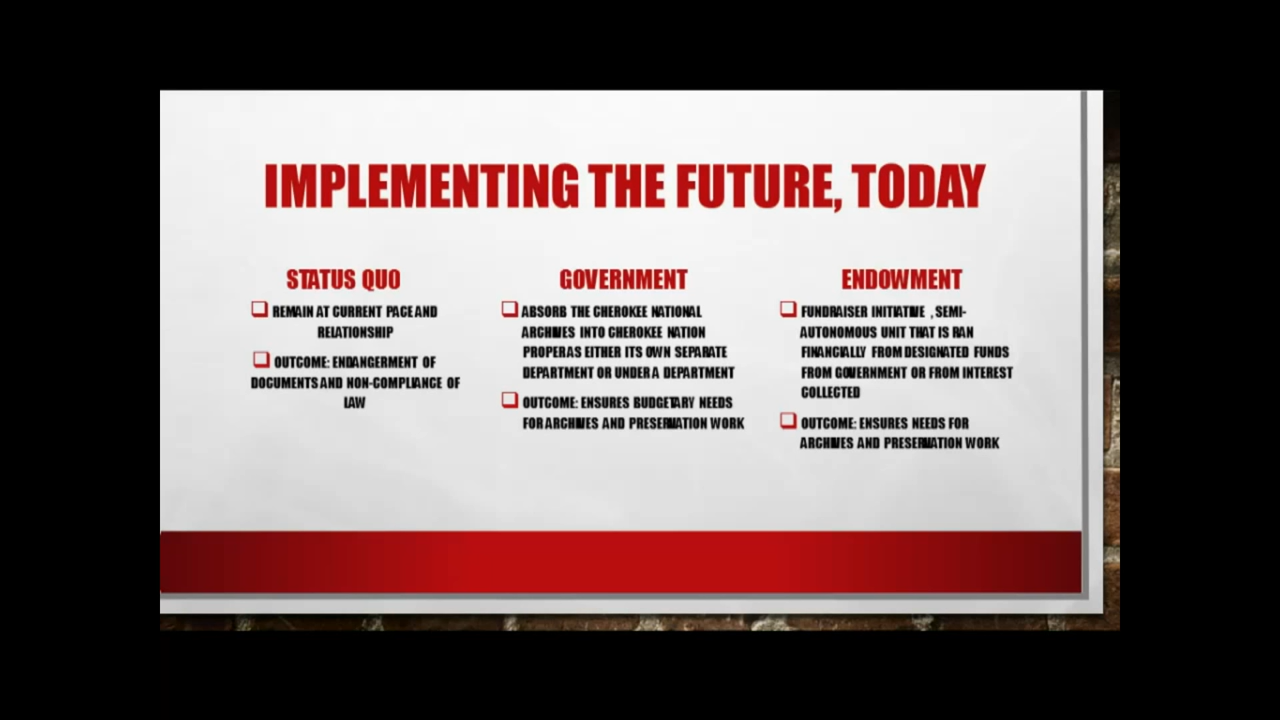 IMPLEMENTING THE FUTURE, TODAY
STATUS QUO
REMAIN AT CURRENT PACE AND
RELATIONSHIP
OUTCOME: ENDANGERMENT OF
DOCUMENTS AND NON-COMPLIANCE OF
LAW
GOVERNMENT
ABSORB THE CHEROKEE NATIONAL
ARCHIVES INTO CHEROKEE NATION
PROPER AS EITHER ITS OWN SEPARATE
DEPARTMENT OR UNDER A DEPARTMENT
OUTCOME: ENSURES BUDGETARY NEEDS
FOR ARCHIVES AND PRESERVATION WORK
ENDOWMENT
FUNDRAISER INITIATIVE , SEMI-
AUTONOMOUS UNIT THAT IS RAN
FINANCIALLY FROM DESIGNATED FUNDS
FROM GOVERNMENT OR FROM INTEREST
COLLECTED
OUTCOME: ENSURES NEEDS FOR
ARCHIVES AND PRESERVATION WORK